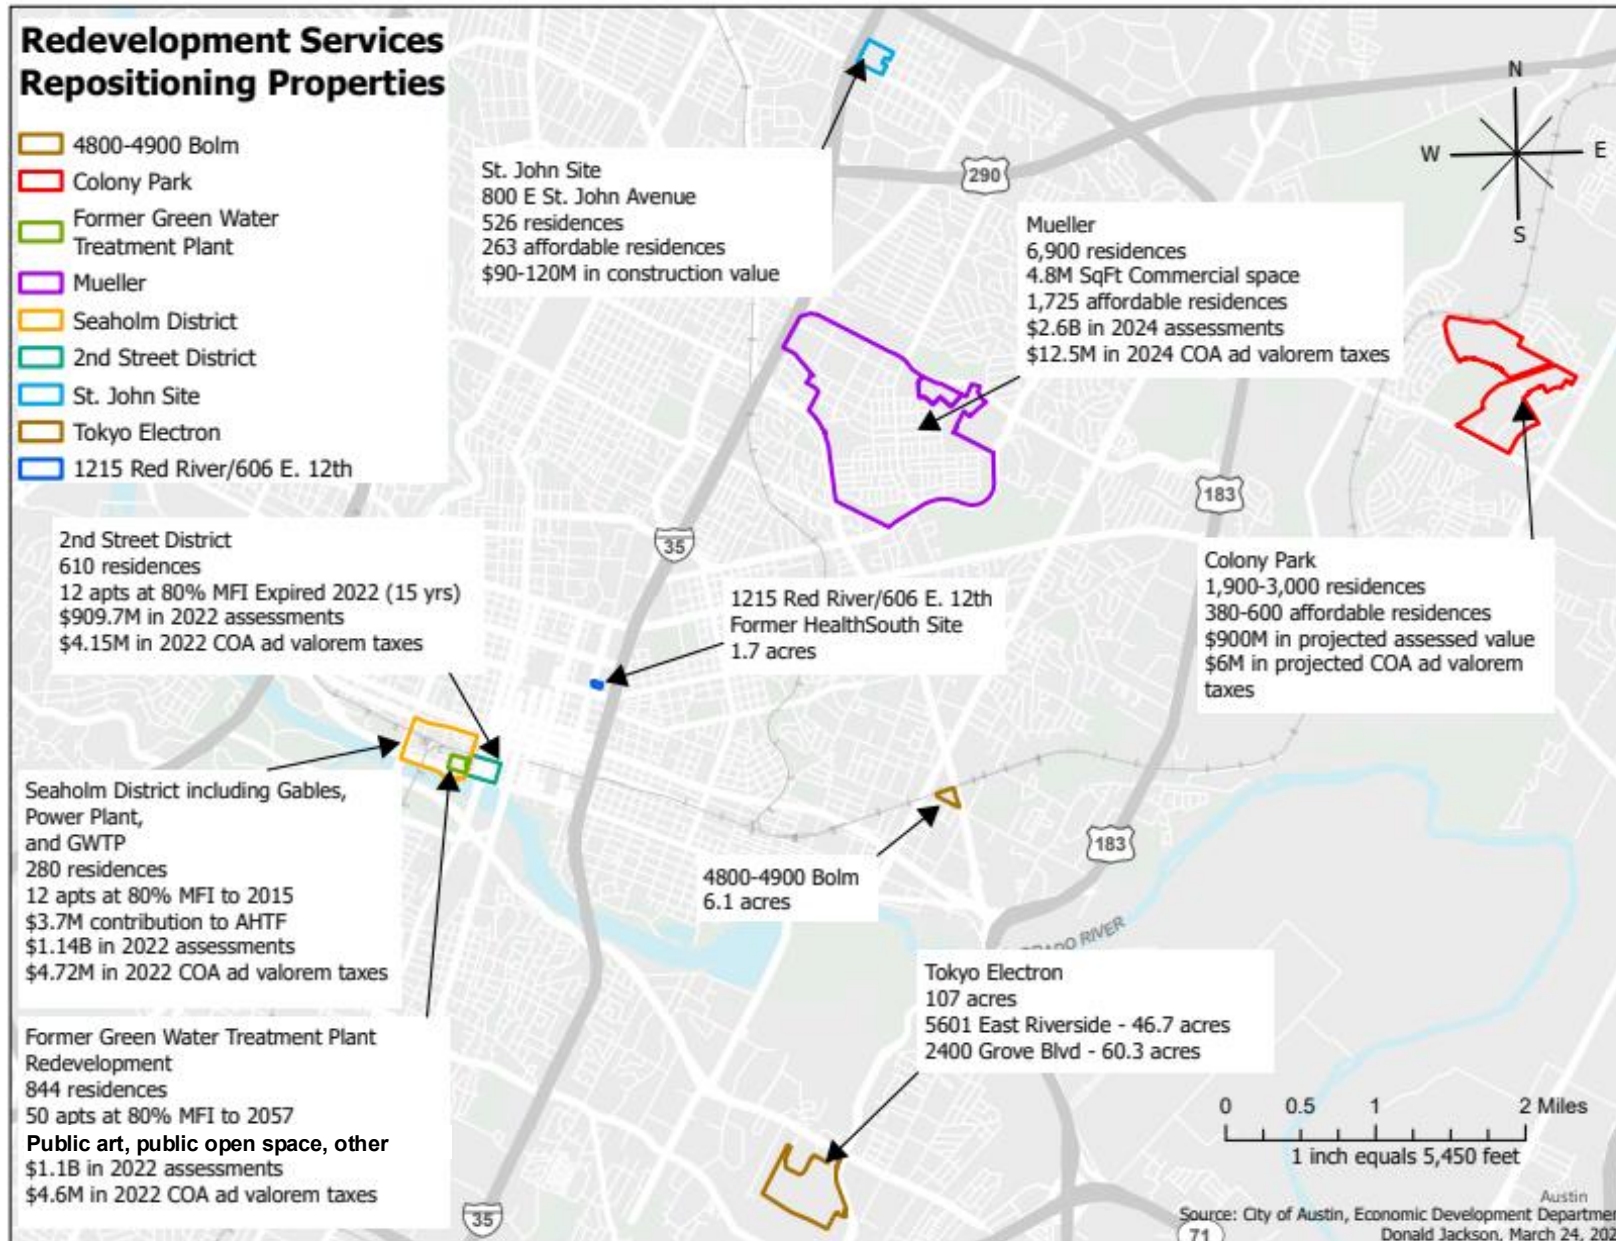 Redevelopment Services
Repositioning Properties
4800-4900 Bolm
Colony Park
Former Green Water
Treatment Plant
Mueller
Seaholm District
2nd Street District
St. John Site
Tokyo Electron
1215 Red River/606 E. 12th
N
W
E
S
St. John Site
800 E St. John Avenue
526 residences
263 affordable residences
$90-120M in construction value
290
Mueller
6,900 residences
4.8M SqFt Commercial space
1,725 affordable residences
$2.6B in 2024 assessments
$12.5M in 2024 COA ad valorem taxes
183
35
2nd Street District
610 residences
12 apts at 80% MFI Expired 2022 (15 yrs)
$909.7M in 2022 assessments
$4.15M in 2022 COA ad valorem taxes
1215 Red River/606 E. 12th
Former HealthSouth Site
1.7 acres
Colony Park
1,900-3,000 residences
380-600 affordable residences
$900M in projected assessed value
$6M in projected COA ad valorem
taxes
Seaholm District including Gables,
Power Plant,
and GWTP
280 residences
12 apts at 80% MFI to 2015
$3.7M contribution to AHTF
$1.14B in 2022 assessments
$4.72M in 2022 COA ad valorem taxes
4800-4900 Bolm
6.1 acres
183
RIVER
Tokyo Electron
107 acres
5601 East Riverside - 46.7 acres
2400 Grove Blvd - 60.3 acres
Former Green Water Treatment Plant
Redevelopment
844 residences
50 apts at 80% MFI to 2057
Public art, public open space, other
$1.1B in 2022 assessments
$4.6M in 2022 COA ad valorem taxes
35
0 0.5 1 2 Miles
1 inch equals 5,450 feet
Austin
Source: City of Austin, Economic Development
71
Donald Jackson, March 24,